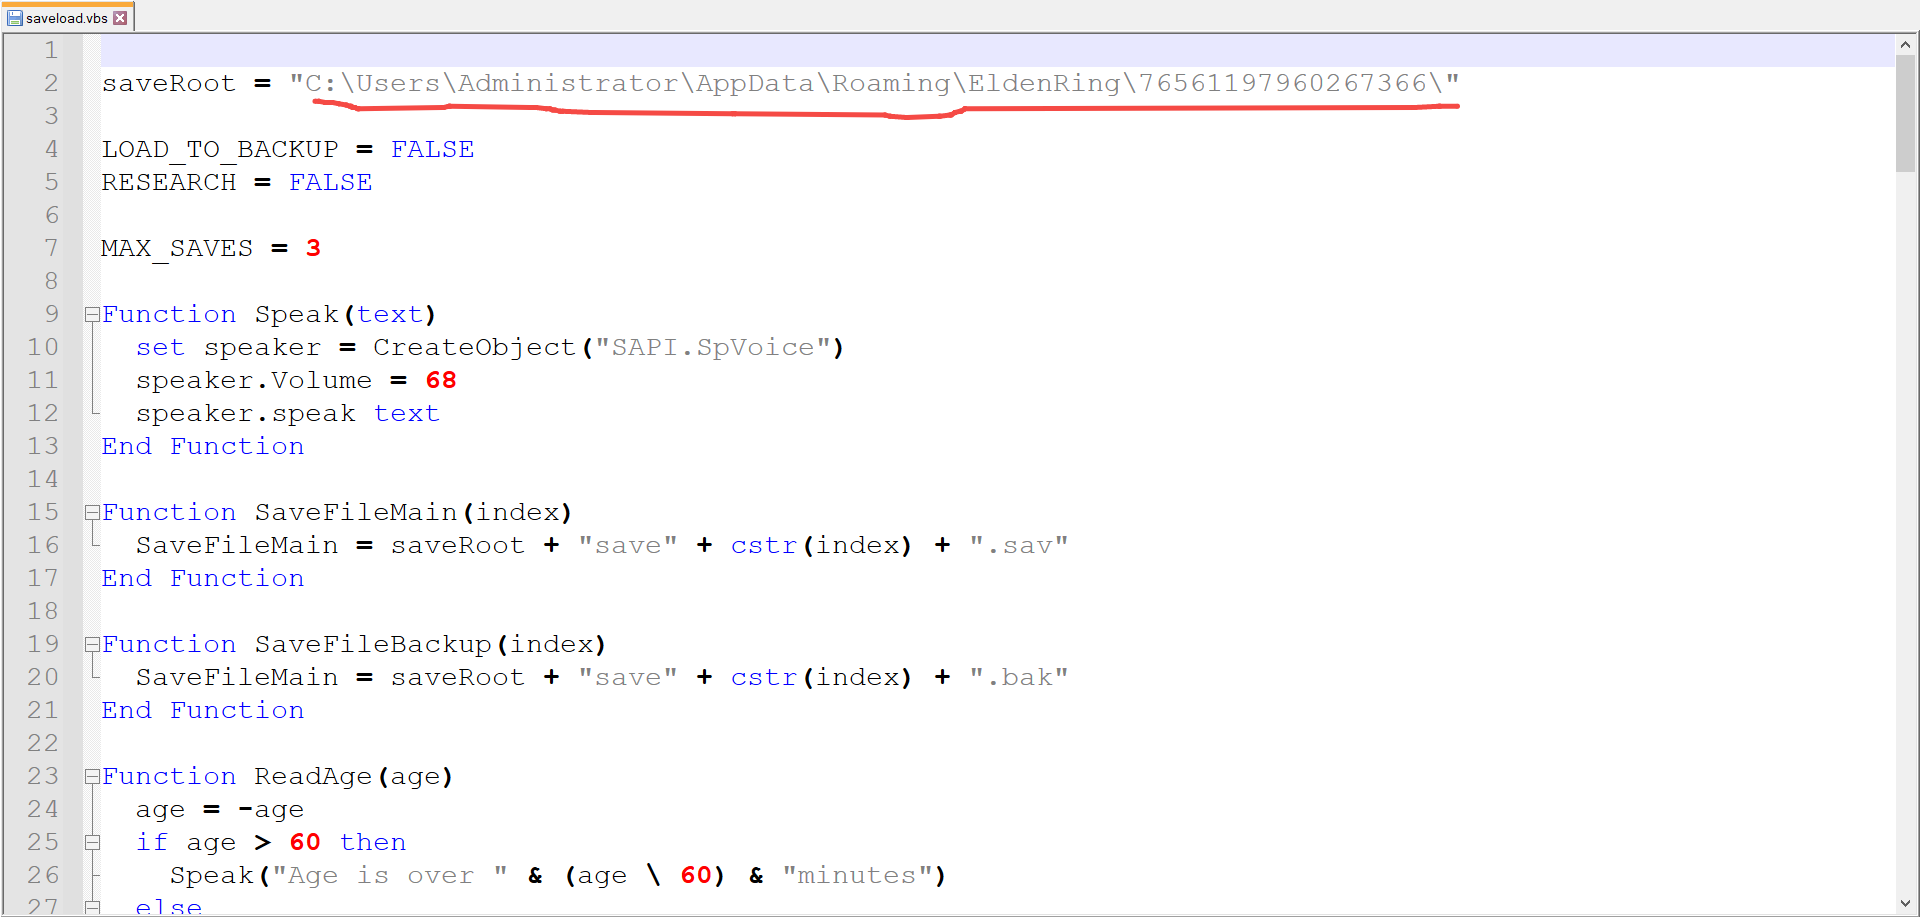 saveload.vbs
1
2 saveRoot = "C:\Users\Administrator\AppData\Roaming\EldenRing\76561197960267366\"
3
4 LOAD_TO_BACKUP = FALSE
5 RESEARCH = FALSE
6
7 MAX_SAVES = 3
8
9 Function Speak(text)
10 set speaker = CreateObject("SAPI.SpVoice")
11 speaker.Volume = 68
12 speaker.speak text
13 End Function
14
15 Function SaveFileMain(index)
16 SaveFileMain = saveRoot + "save" + cstr(index) + ".sav"
17 End Function
18
19 Function SaveFileBackup(index)
20 SaveFileMain = saveRoot + "save" + cstr(index) + ".bak"
21 End Function
22
23 Function ReadAge(age)
24 age = -age
25 if age > 60 then
26 Speak("Age is over " & (age \ 60) & "minutes")
27 else